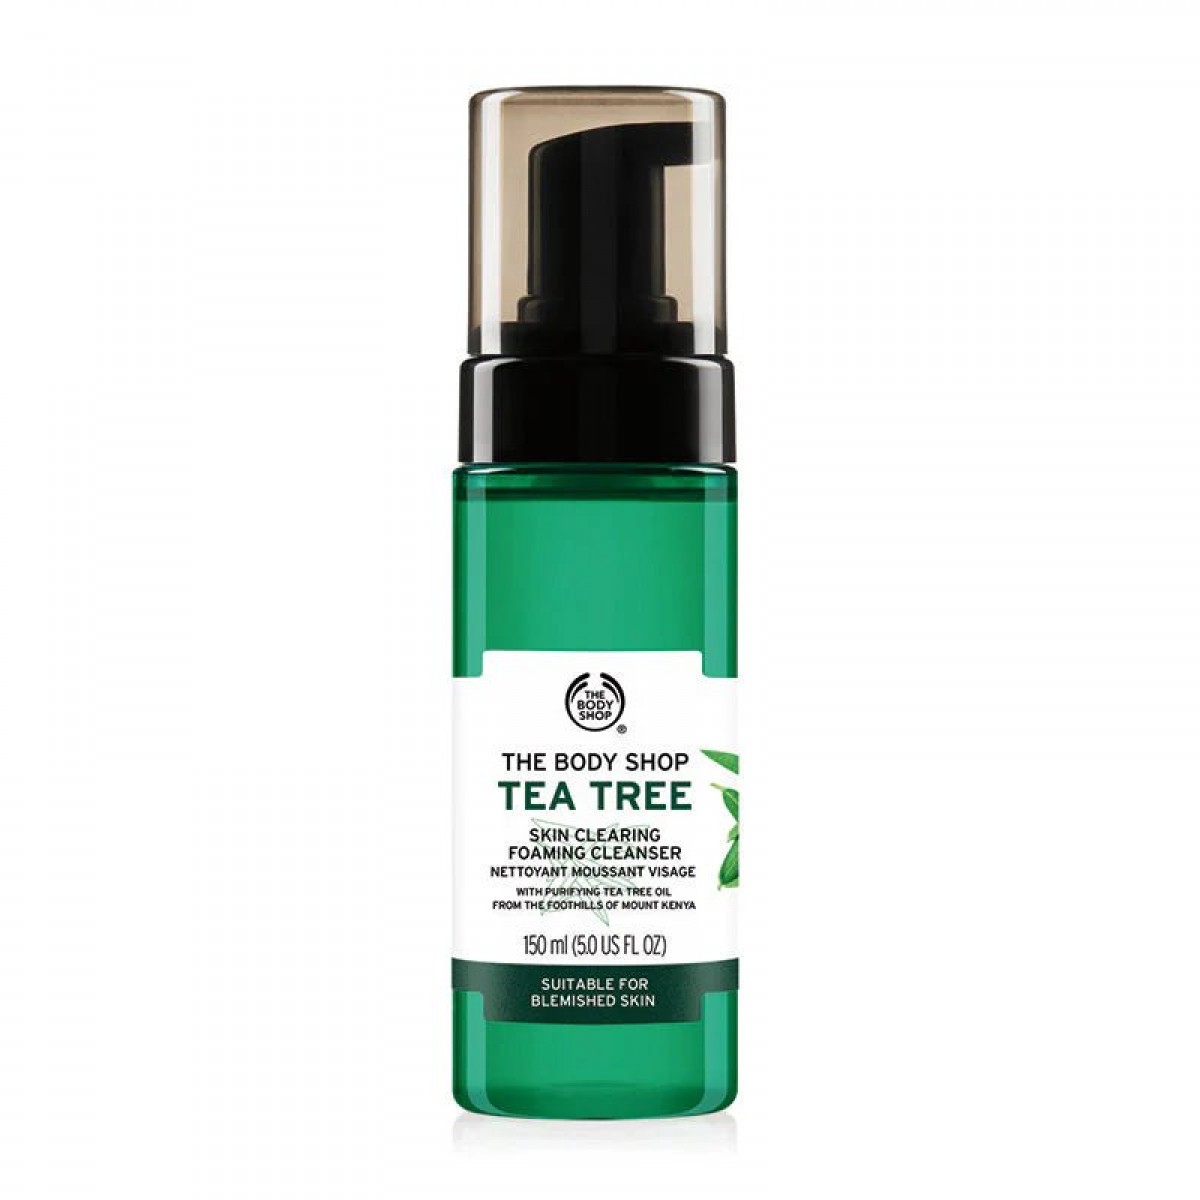 THE
BODY
SHOP
®
THE BODY SHOP
TEA TREE
SKIN CLEARING
FOAMING CLEANSER
NETTOYANT MOUSSANT VISAGE
WITH PURIFYING TEA TREE OIL
FROM THE FOOTHILLS OF MOUNT KENYA
150 ml (5.0 US FL OZ)
SUITABLE FOR
BLEMISHED SKIN